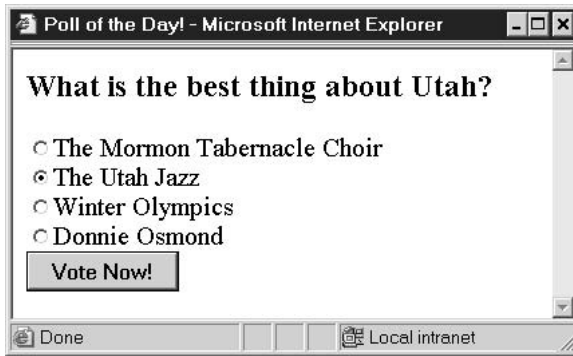 Poll of the Day! - Microsoft Internet Explorer
What is the best thing about Utah?
The Mormon Tabernacle Choir
The Utah Jazz
Winter Olympics
Donnie Osmond
Vote Now!
Done
Local intranet